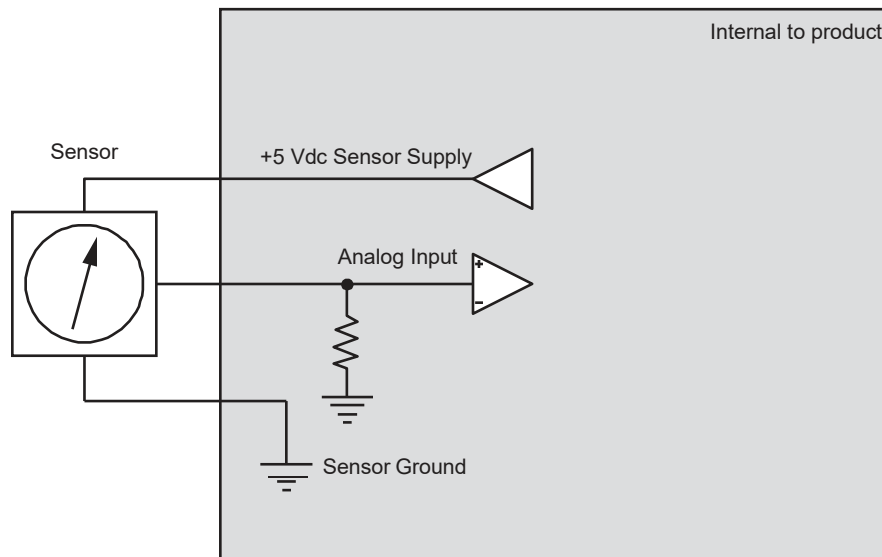 Internal to product
Sensor
+5 Vdc Sensor Supply
Analog Input
+
−
Sensor Ground